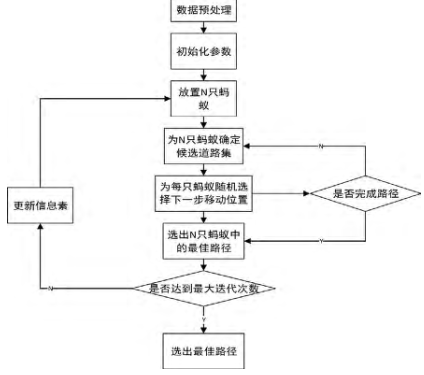 数据预处理
初始化参数
放置N只蚂
蚁
为N只蚂蚁确定
候选道路集
N
为每只蚂蚁随机选
择下一步移动位置
是否完成路径
更新信息素
选出N只蚂蚁中
的最佳路径
Y
是否达到最大迭代次数
N
Y
选出最佳路径